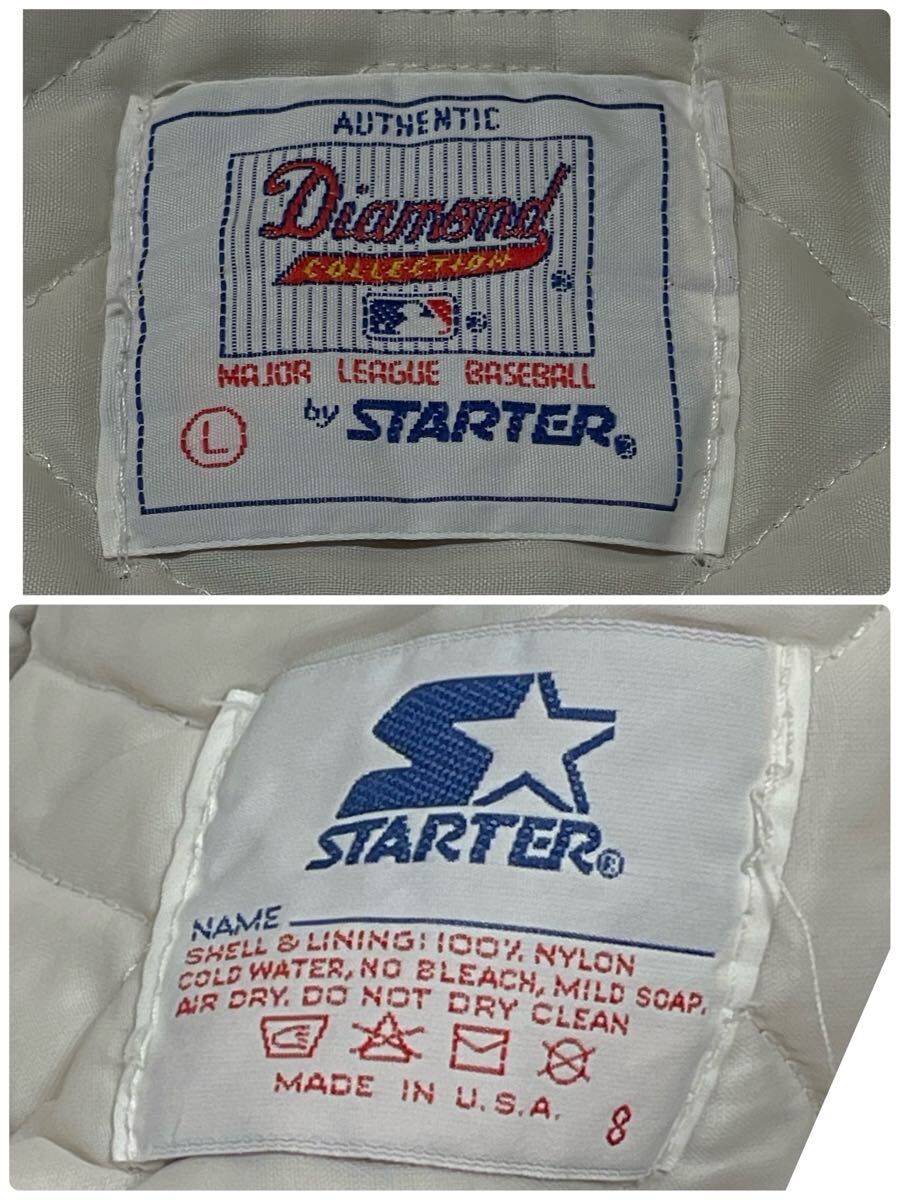 AUTHENTIC
Diamond
COLLECTION
MAJOR LEAGUE BASEBALL
L by STARTER®
STARTER®
NAME
SHELL & LINING: 100% NYLON
COLD WATER, NO BLEACH, MILD SOAP.
AIR DRY. DO NOT DRY CLEAN
MADE IN U.S.A. 8